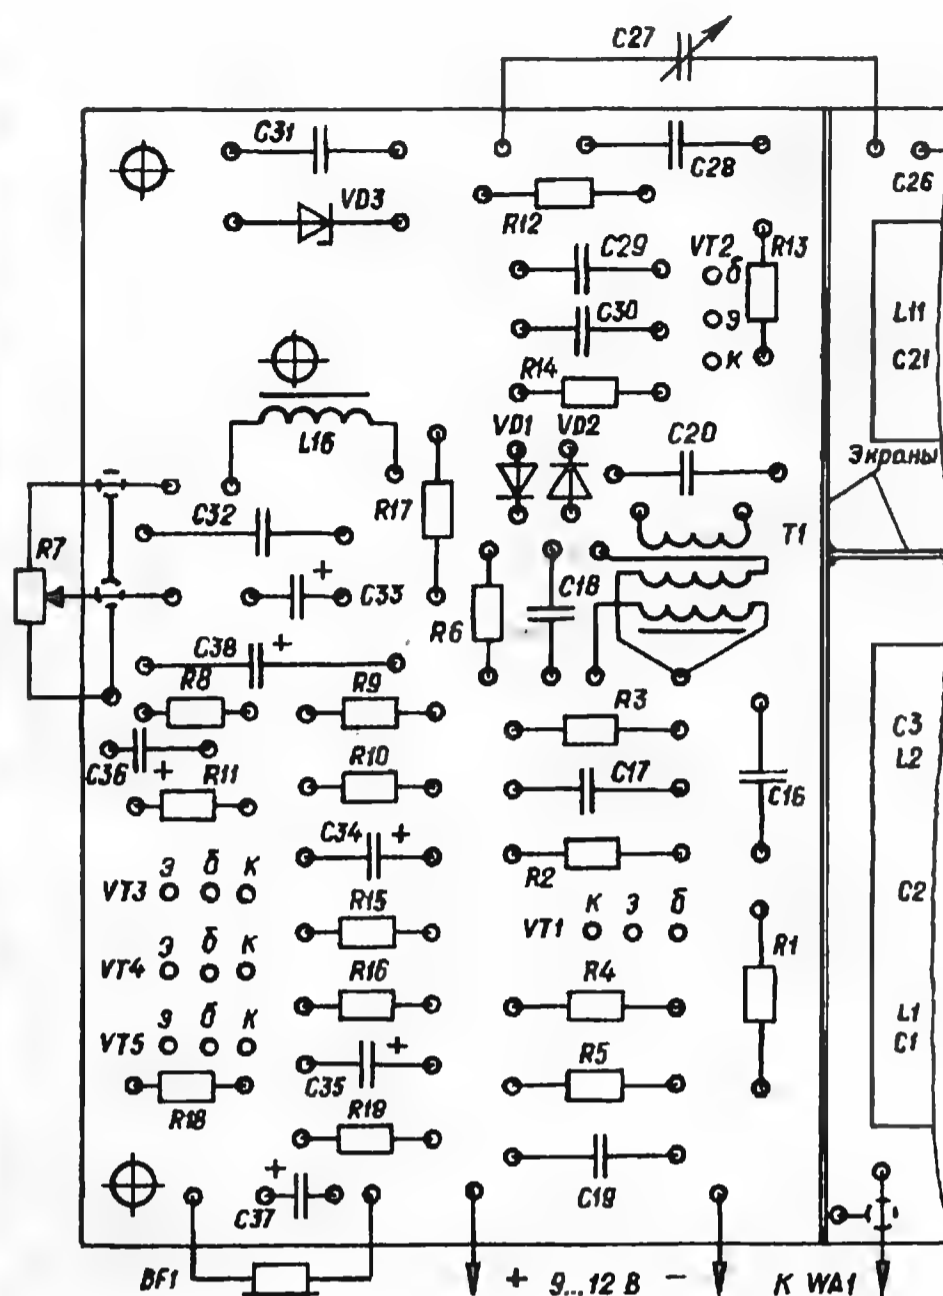 C27
C31
C28
C26
VD3
R12
C29
VT2
б
R13
C30
Э
L11
R14
К
C21
L16
VD1
VD2
C20
Экраны
C32
R17
T1
R7
+
C33
C18
R6
C38
+
R8
R9
R3
C3
L2
C36
+
R11
R10
C17
C16
C34
+
R2
VT3
Э
б
К
R15
К
Э
б
VT1
C2
R1
VT4
Э
б
К
R16
R4
VT5
Э
б
К
+
C35
R5
L1
C1
R18
R19
+
C37
C19
BF1
+ 9...12 В −
К WA1